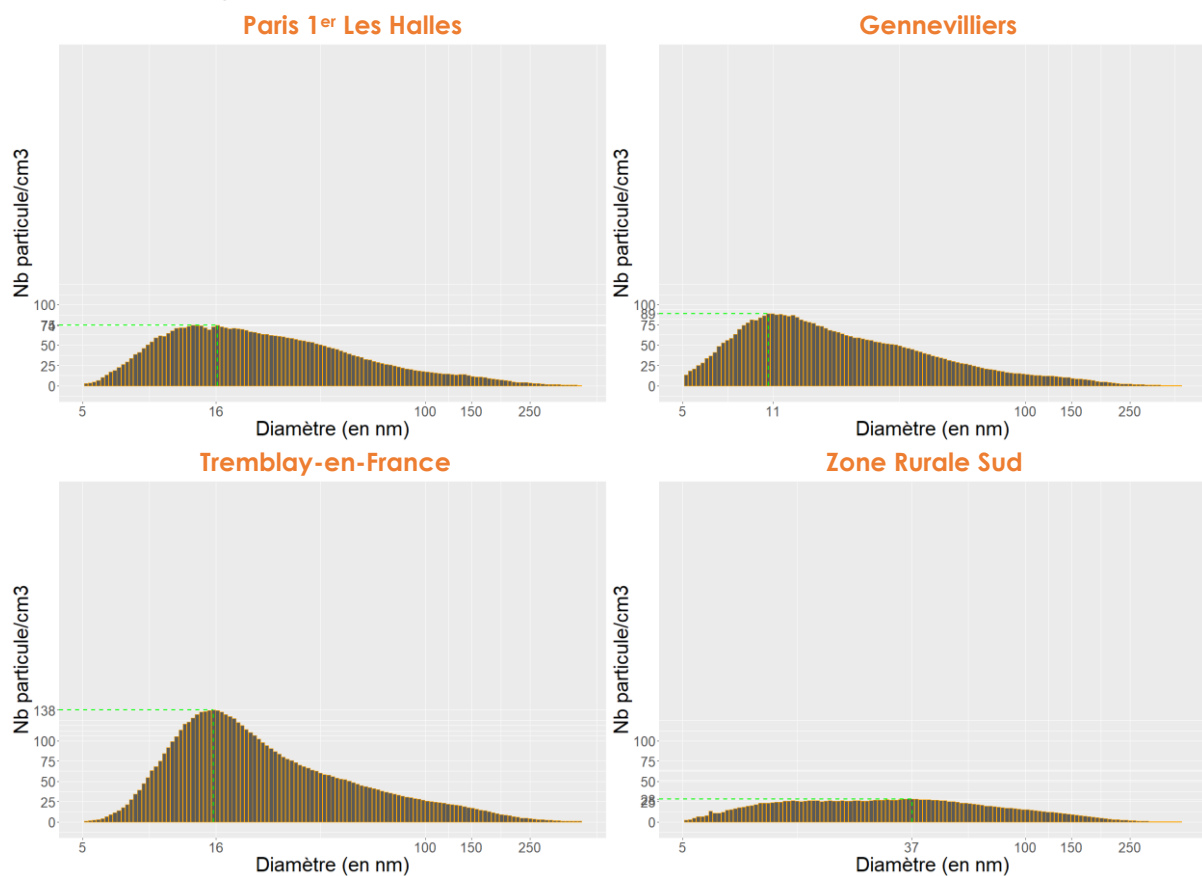 Paris 1er Les Halles
Nb particule/cm3
100
75
50
25
0
5 16 100 150 250
Diamètre (en nm)
Gennevilliers
Nb particule/cm3
100
89
75
50
25
0
5 11 100 150 250
Diamètre (en nm)
Tremblay-en-France
Nb particule/cm3
138
100
75
50
25
0
5 16 100 150 250
Diamètre (en nm)
Zone Rurale Sud
Nb particule/cm3
100
75
50
28
25
0
5 37 100 150 250
Diamètre (en nm)